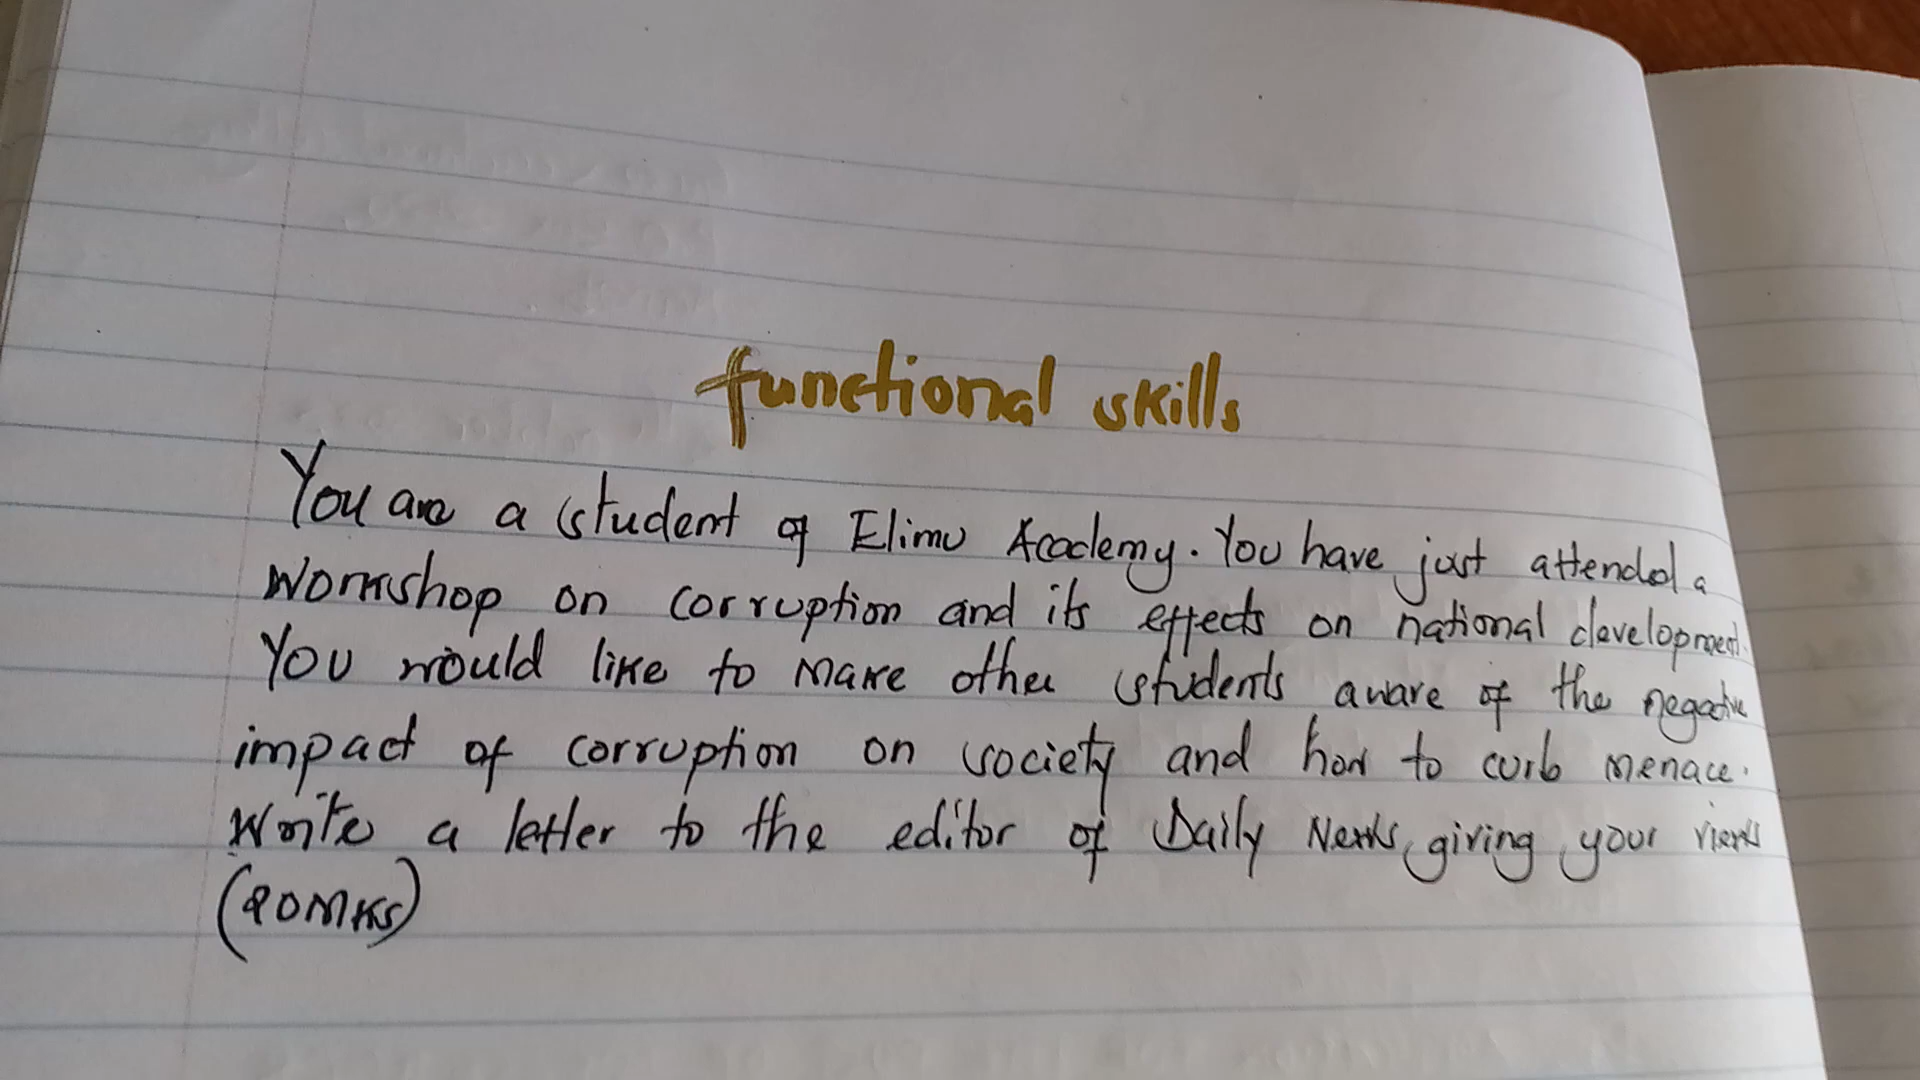 functional skills
You are a student of Elimu Academy. You have just attended a
Workshop on corruption and its effects on national development.
You would like to make other students aware of the negative
impact of corruption on society and how to curb menace.
Write a letter to the editor of Daily News, giving your views
(20MKS)